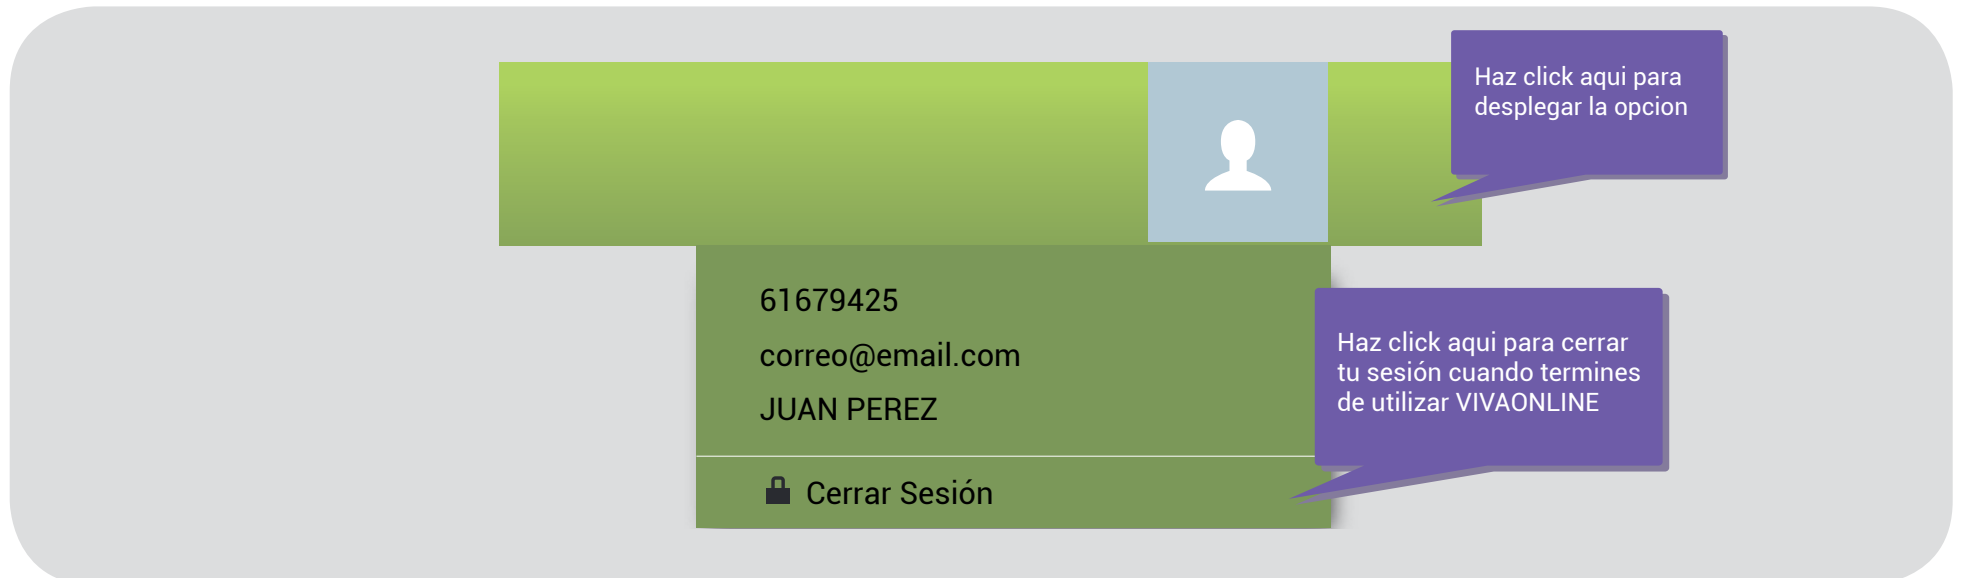 Haz click aqui para
desplegar la opcion
61679425
correo@email.com
JUAN PEREZ
Cerrar Sesión
Haz click aqui para cerrar
tu sesión cuando termines
de utilizar VIVAONLINE